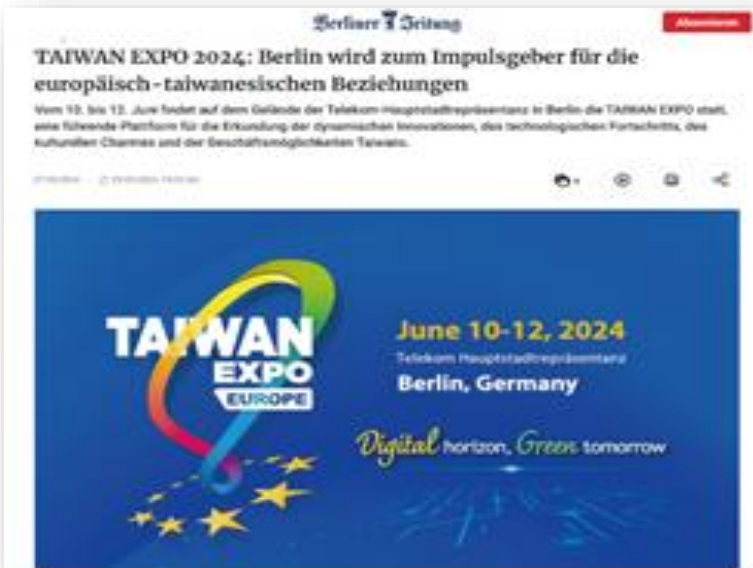 Berliner Zeitung
Abonnieren
TAIWAN EXPO 2024: Berlin wird zum Impulsgeber für die
europäisch-taiwanesischen Beziehungen
Vom 10. bis 12. Juni findet auf dem Gelände der Telekom-Hauptstadtrepräsentanz in Berlin die TAIWAN EXPO statt,
eine führende Plattform für die Erkundung der dynamischen Innovationen, des technologischen Fortschritts, des
kulturellen Charmes und der Geschäftsmöglichkeiten Taiwans.
TAIWAN
EXPO
EUROPE
June 10-12, 2024
Telekom Hauptstadtrepräsentanz
Berlin, Germany
Digital horizon, Green tomorrow